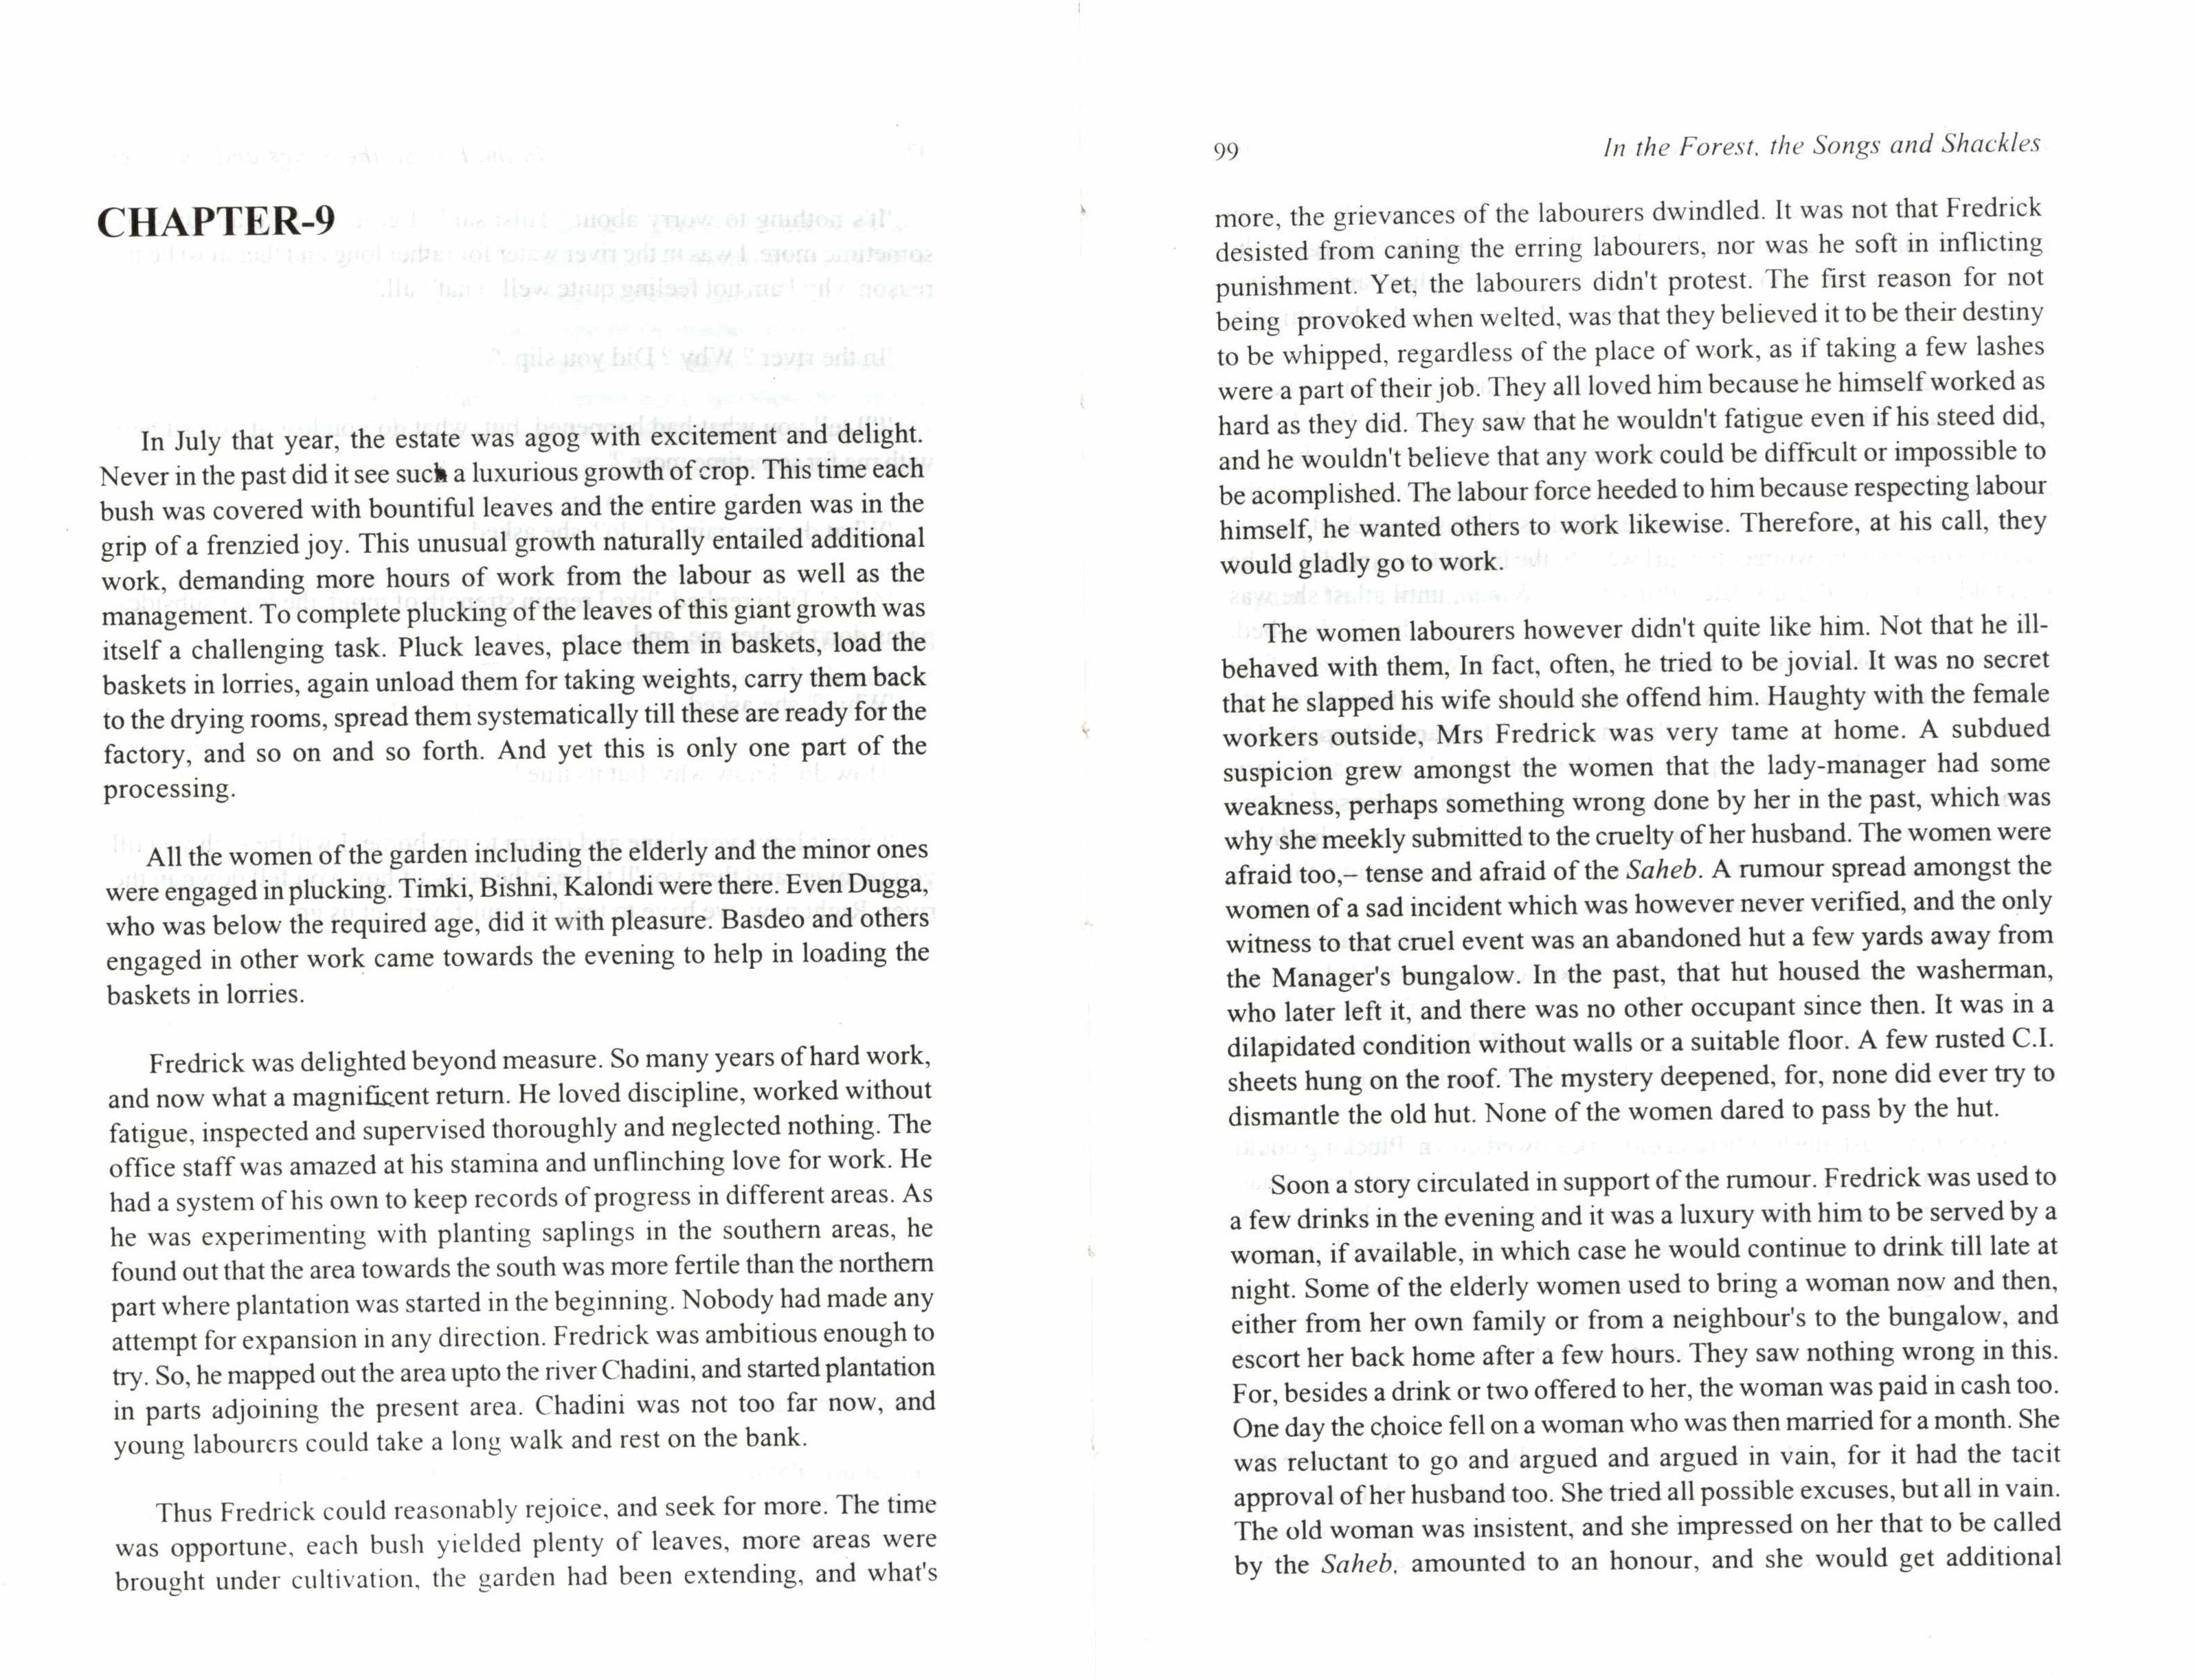 CHAPTER-9
In July that year, the estate was agog with excitement and delight.
Never in the past did it see such a luxurious growth of crop. This time each
bush was covered with bountiful leaves and the entire garden was in the
grip of a frenzied joy. This unusual growth naturally entailed additional
work, demanding more hours of work from the labour as well as the
management. To complete plucking of the leaves of this giant growth was
itself a challenging task. Pluck leaves, place them in baskets, load the
baskets in lorries, again unload them for taking weights, carry them back
to the drying rooms, spread them systematically till these are ready for the
factory, and so on and so forth. And yet this is only one part of the
processing.
All the women of the garden including the elderly and the minor ones
were engaged in plucking. Timki, Bishni, Kalondi were there. Even Dugga,
who was below the required age, did it with pleasure. Basdeo and others
engaged in other work came towards the evening to help in loading the
baskets in lorries.
Fredrick was delighted beyond measure. So many years of hard work,
and now what a magnificent return. He loved discipline, worked without
fatigue, inspected and supervised thoroughly and neglected nothing. The
office staff was amazed at his stamina and unflinching love for work. He
had a system of his own to keep records of progress in different areas. As
he was experimenting with planting saplings in the southern areas, he
found out that the area towards the south was more fertile than the northern
part where plantation was started in the beginning. Nobody had made any
attempt for expansion in any direction. Fredrick was ambitious enough to
try. So, he mapped out the area upto the river Chadini, and started plantation
in parts adjoining the present area. Chadini was not too far now, and
young labourers could take a long walk and rest on the bank.
Thus Fredrick could reasonably rejoice, and seek for more. The time
was opportune, each bush yielded plenty of leaves, more areas were
brought under cultivation, the garden had been extending, and what's
99 In the Forest, the Songs and Shackles
more, the grievances of the labourers dwindled. It was not that Fredrick
desisted from caning the erring labourers, nor was he soft in inflicting
punishment. Yet, the labourers didn't protest. The first reason for not
being provoked when welted, was that they believed it to be their destiny
to be whipped, regardless of the place of work, as if taking a few lashes
were a part of their job. They all loved him because he himself worked as
hard as they did. They saw that he wouldn't fatigue even if his steed did,
and he wouldn't believe that any work could be difficult or impossible to
be acomplished. The labour force heeded to him because respecting labour
himself, he wanted others to work likewise. Therefore, at his call, they
would gladly go to work.
The women labourers however didn't quite like him. Not that he ill-
behaved with them, In fact, often, he tried to be jovial. It was no secret
that he slapped his wife should she offend him. Haughty with the female
workers outside, Mrs Fredrick was very tame at home. A subdued
suspicion grew amongst the women that the lady-manager had some
weakness, perhaps something wrong done by her in the past, which was
why she meekly submitted to the cruelty of her husband. The women were
afraid too,– tense and afraid of the Saheb. A rumour spread amongst the
women of a sad incident which was however never verified, and the only
witness to that cruel event was an abandoned hut a few yards away from
the Manager's bungalow. In the past, that hut housed the washerman,
who later left it, and there was no other occupant since then. It was in a
dilapidated condition without walls or a suitable floor. A few rusted C.I.
sheets hung on the roof. The mystery deepened, for, none did ever try to
dismantle the old hut. None of the women dared to pass by the hut.
Soon a story circulated in support of the rumour. Fredrick was used to
a few drinks in the evening and it was a luxury with him to be served by a
woman, if available, in which case he would continue to drink till late at
night. Some of the elderly women used to bring a woman now and then,
either from her own family or from a neighbour's to the bungalow, and
escort her back home after a few hours. They saw nothing wrong in this.
For, besides a drink or two offered to her, the woman was paid in cash too.
One day the choice fell on a woman who was then married for a month. She
was reluctant to go and argued and argued in vain, for it had the tacit
approval of her husband too. She tried all possible excuses, but all in vain.
The old woman was insistent, and she impressed on her that to be called
by the Saheb, amounted to an honour, and she would get additional